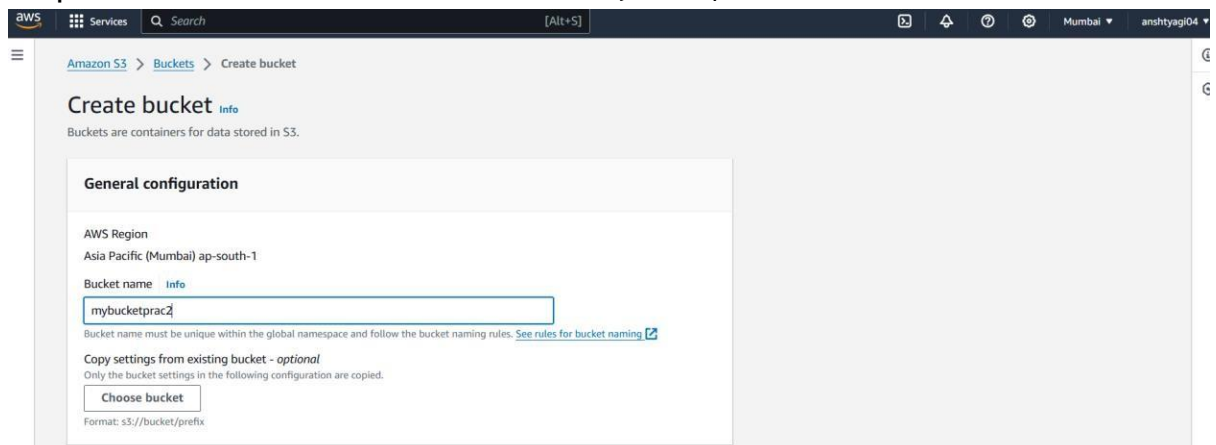 aws Services Search [Alt+S] Mumbai anshtyagi04
Amazon S3 > Buckets > Create bucket
Create bucket Info
Buckets are containers for data stored in S3.
General configuration
AWS Region
Asia Pacific (Mumbai) ap-south-1
Bucket name Info
mybucketprac2
Bucket name must be unique within the global namespace and follow the bucket naming rules. See rules for bucket naming
Copy settings from existing bucket - optional
Only the bucket settings in the following configuration are copied.
Choose bucket
Format: s3://bucket/prefix